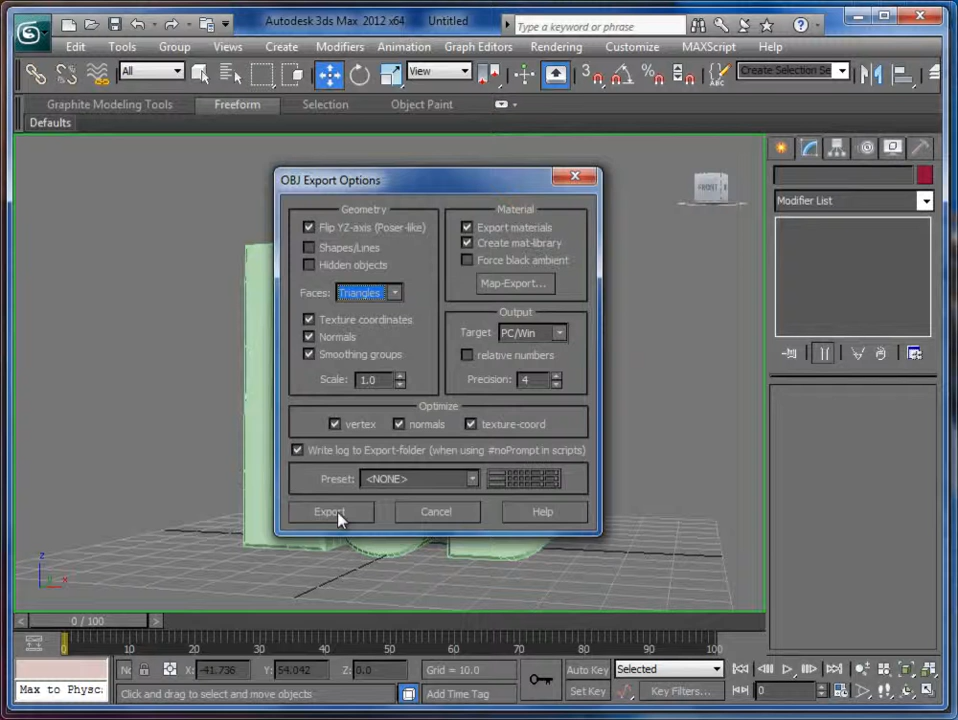 Autodesk 3ds Max 2012 x64 Untitled
Type a keyword or phrase
Edit Tools Group Views Create Modifiers Animation Graph Editors Rendering Customize MAXScript Help
All View Create Selection Se
Graphite Modeling Tools Freeform Selection Object Paint
Defaults
OBJ Export Options
Geometry
Flip YZ-axis (Poser-like)
Shapes/Lines
Hidden objects
Faces: Triangles
Texture coordinates
Normals
Smoothing groups
Scale: 1.0
Material
Export materials
Create mat-library
Force black ambient
Map-Export...
Output
Target PC/Win
relative numbers
Precision: 4
Optimize
vertex normals texture-coord
Write log to Export-folder (when using #noPrompt in scripts)
Preset: <NONE>
Export Cancel Help
FRONT
Modifier List
z
x
0 / 100
0 10 20 30 40 50 60 70 80 90 100
Nc X: -41.736 Y: 54.042 Z: 0.0 Grid = 10.0 Auto Key Selected
Max to Physc
Click and drag to select and move objects Add Time Tag Set Key Key Filters... 0